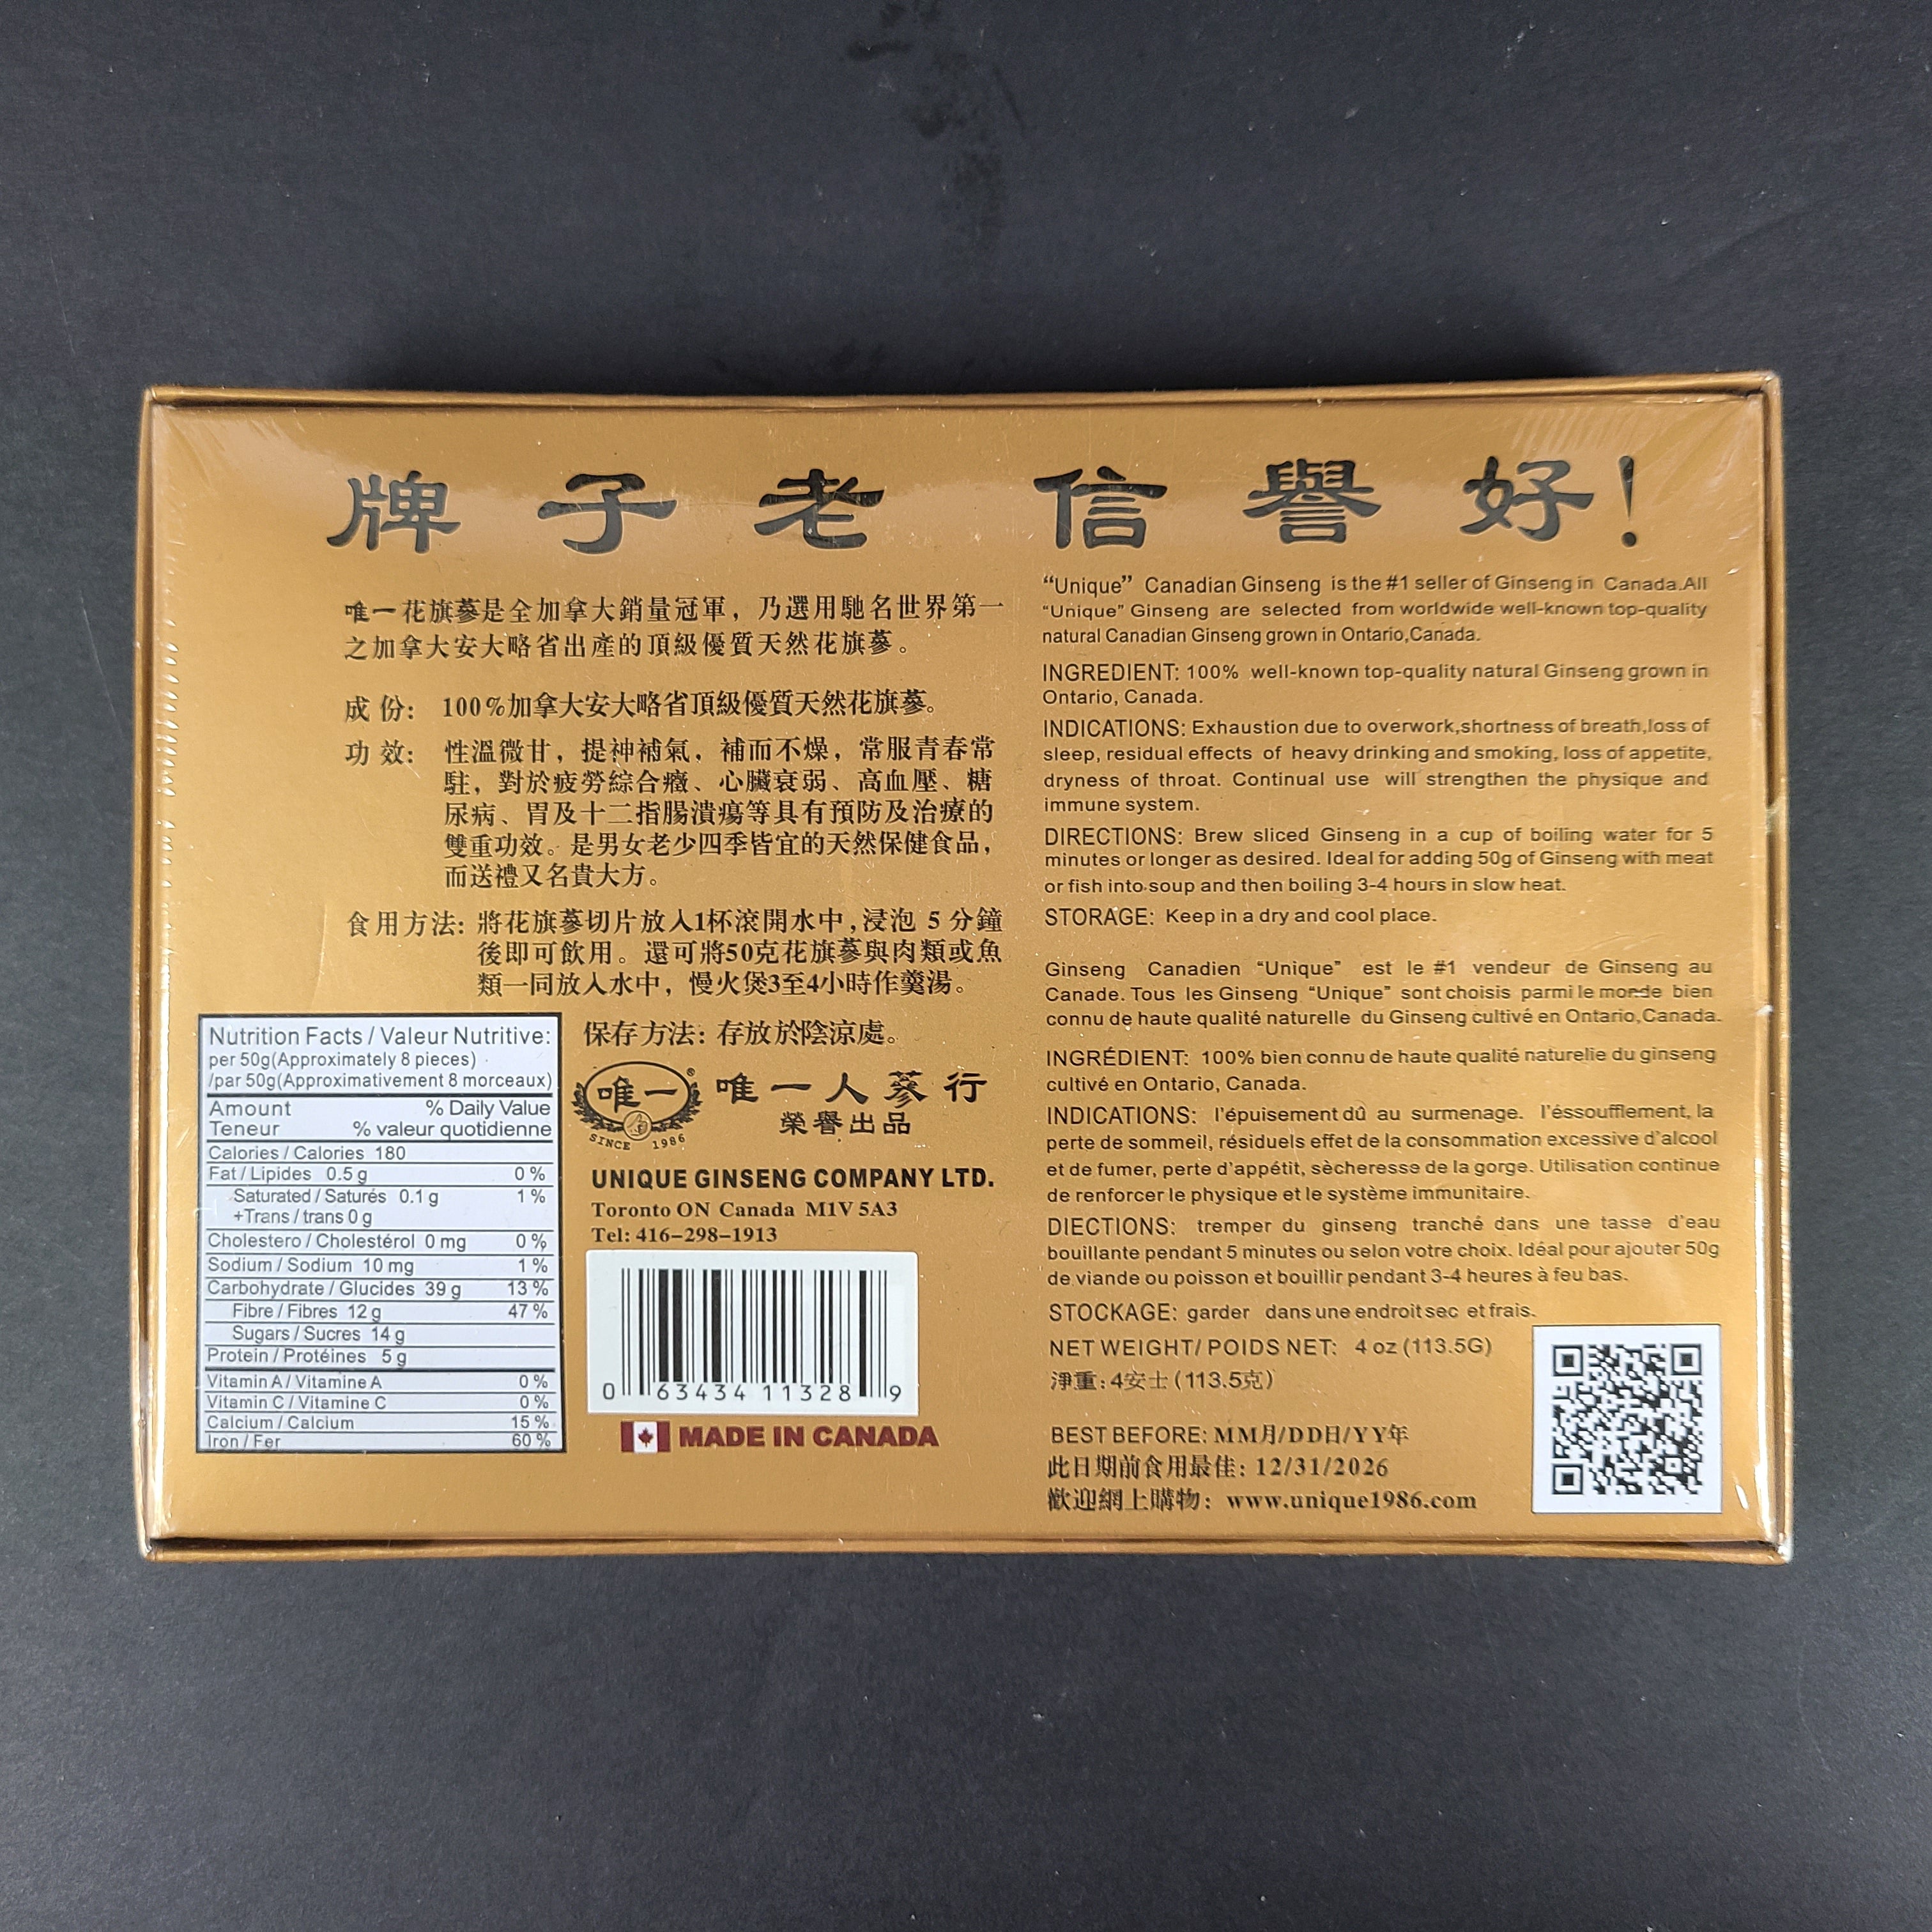 牌子老 信譽好!
唯一花旗蔘是全加拿大銷量冠軍，乃選用馳名世界第一
之加拿大安大略省出產的頂級優質天然花旗蔘。
成份: 100%加拿大安大略省頂級優質天然花旗蔘。
功效: 性溫微甘，提神補氣，補而不燥，常服青春常
駐，對於疲勞綜合癥、心臟衰弱、高血壓、糖
尿病、胃及十二指腸潰瘍等具有預防及治療的
雙重功效。是男女老少四季皆宜的天然保健食品，
而送禮又名貴大方。
食用方法: 將花旗蔘切片放入1杯滾開水中,浸泡 5 分鐘
後即可飲用。還可將50克花旗蔘與肉類或魚
類一同放入水中，慢火煲3至4小時作羹湯。
保存方法: 存放於陰涼處。
Nutrition Facts / Valeur Nutritive:
per 50g(Approximately 8 pieces)
/par 50g(Approximativement 8 morceaux)
Amount % Daily Value
Teneur % valeur quotidienne
Calories / Calories 180
Fat / Lipides 0.5 g 0 %
Saturated / Saturés 0.1 g 1 %
+Trans / trans 0 g
Cholestero / Cholestérol 0 mg 0 %
Sodium / Sodium 10 mg 1 %
Carbohydrate / Glucides 39 g 13 %
Fibre / Fibres 12 g 47 %
Sugars / Sucres 14 g
Protein / Protéines 5 g
Vitamin A / Vitamine A 0 %
Vitamin C / Vitamine C 0 %
Calcium / Calcium 15 %
Iron / Fer 60 %
唯一®
SINCE 1986
唯一人蔘行
榮譽出品
UNIQUE GINSENG COMPANY LTD.
Toronto ON Canada M1V 5A3
Tel: 416-298-1913
0 63434 11328 9
MADE IN CANADA
“Unique” Canadian Ginseng is the #1 seller of Ginseng in Canada.All
“Unique” Ginseng are selected from worldwide well-known top-quality
natural Canadian Ginseng grown in Ontario,Canada.
INGREDIENT: 100% well-known top-quality natural Ginseng grown in
Ontario, Canada.
INDICATIONS: Exhaustion due to overwork,shortness of breath,loss of
sleep, residual effects of heavy drinking and smoking, loss of appetite,
dryness of throat. Continual use will strengthen the physique and
immune system.
DIRECTIONS: Brew sliced Ginseng in a cup of boiling water for 5
minutes or longer as desired. Ideal for adding 50g of Ginseng with meat
or fish into soup and then boiling 3-4 hours in slow heat.
STORAGE: Keep in a dry and cool place.
Ginseng Canadien “Unique” est le #1 vendeur de Ginseng au
Canade. Tous les Ginseng “Unique” sont choisis parmi le monde bien
connu de haute qualité naturelle du Ginseng cultivé en Ontario,Canada.
INGRÉDIENT: 100% bien connu de haute qualité naturelie du ginseng
cultivé en Ontario, Canada.
INDICATIONS: l'épuisement dû au surmenage. l'éssoufflement, la
perte de sommeil, résiduels effet de la consommation excessive d'alcool
et de fumer, perte d'appétit, sècheresse de la gorge. Utilisation continue
de renforcer le physique et le système immunitaire.
DIECTIONS: tremper du ginseng tranché dans une tasse d'eau
bouillante pendant 5 minutes ou selon votre choix. Idéal pour ajouter 50g
de viande ou poisson et bouillir pendant 3-4 heures à feu bas.
STOCKAGE: garder dans une endroit sec et frais.
NET WEIGHT/ POIDS NET: 4 oz (113.5G)
淨重: 4安士 (113.5克)
BEST BEFORE: MM月/DD日/YY年
此日期前食用最佳: 12/31/2026
歡迎網上購物: www.unique1986.com